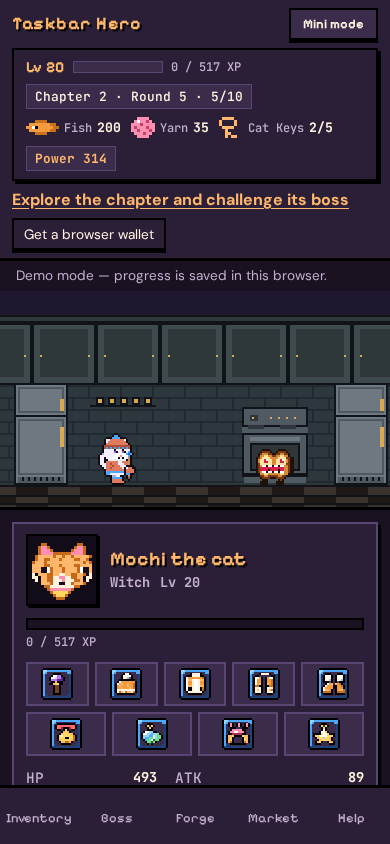 Taskbar Hero
Mini mode
Lv 20 0 / 517 XP
Chapter 2 · Round 5 · 5/10
Fish 200 Yarn 35 Cat Keys 2/5
Power 314
Explore the chapter and challenge its boss
Get a browser wallet
Demo mode — progress is saved in this browser.
Mochi the cat
Witch Lv 20
0 / 517 XP
HP 493 ATK 89
Inventory Boss Forge Market Help